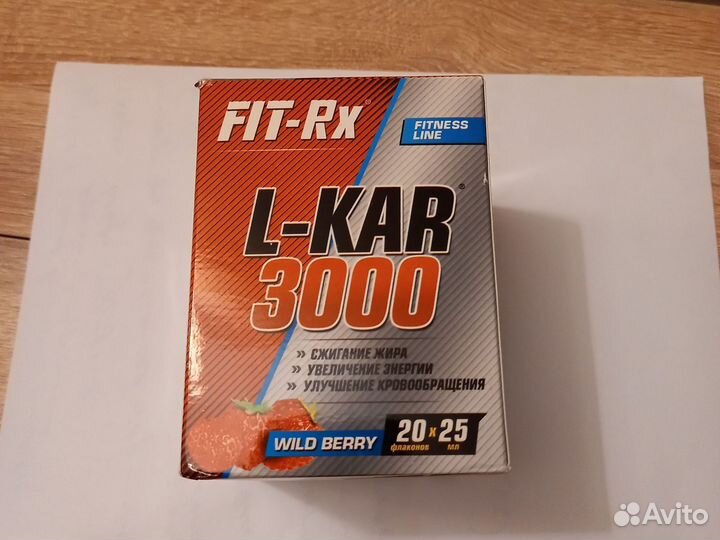 FIT-Rx®
FITNESS
LINE
L-KAR®
3000
» СЖИГАНИЕ ЖИРА
» УВЕЛИЧЕНИЕ ЭНЕРГИИ
» УЛУЧШЕНИЕ КРОВООБРАЩЕНИЯ
WILD BERRY
20 x 25
флаконов мл
Avito